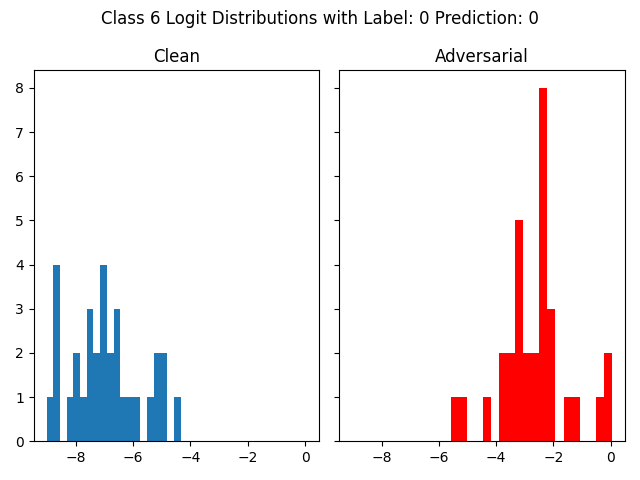 Class 6 Logit Distributions with Label: 0 Prediction: 0
Clean
Adversarial
8
7
6
5
4
3
2
1
0
−8 −6 −4 −2 0
−8 −6 −4 −2 0